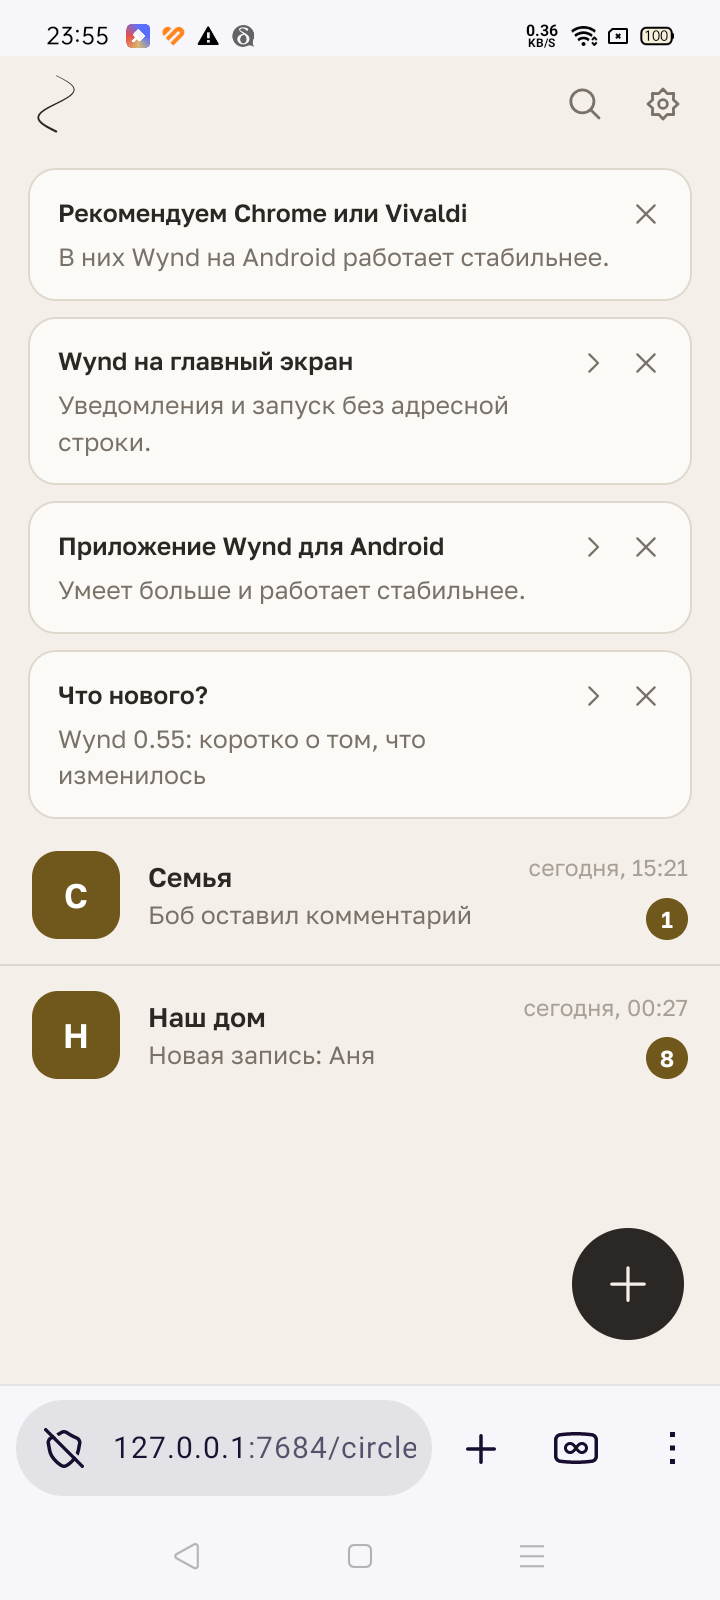 23:55
0.36
KB/S
100
Рекомендуем Chrome или Vivaldi
В них Wynd на Android работает стабильнее.
Wynd на главный экран
Уведомления и запуск без адресной
строки.
Приложение Wynd для Android
Умеет больше и работает стабильнее.
Что нового?
Wynd 0.55: коротко о том, что
изменилось
С
Семья
сегодня, 15:21
Боб оставил комментарий
1
Н
Наш дом
сегодня, 00:27
Новая запись: Аня
8
127.0.0.1:7684/circle